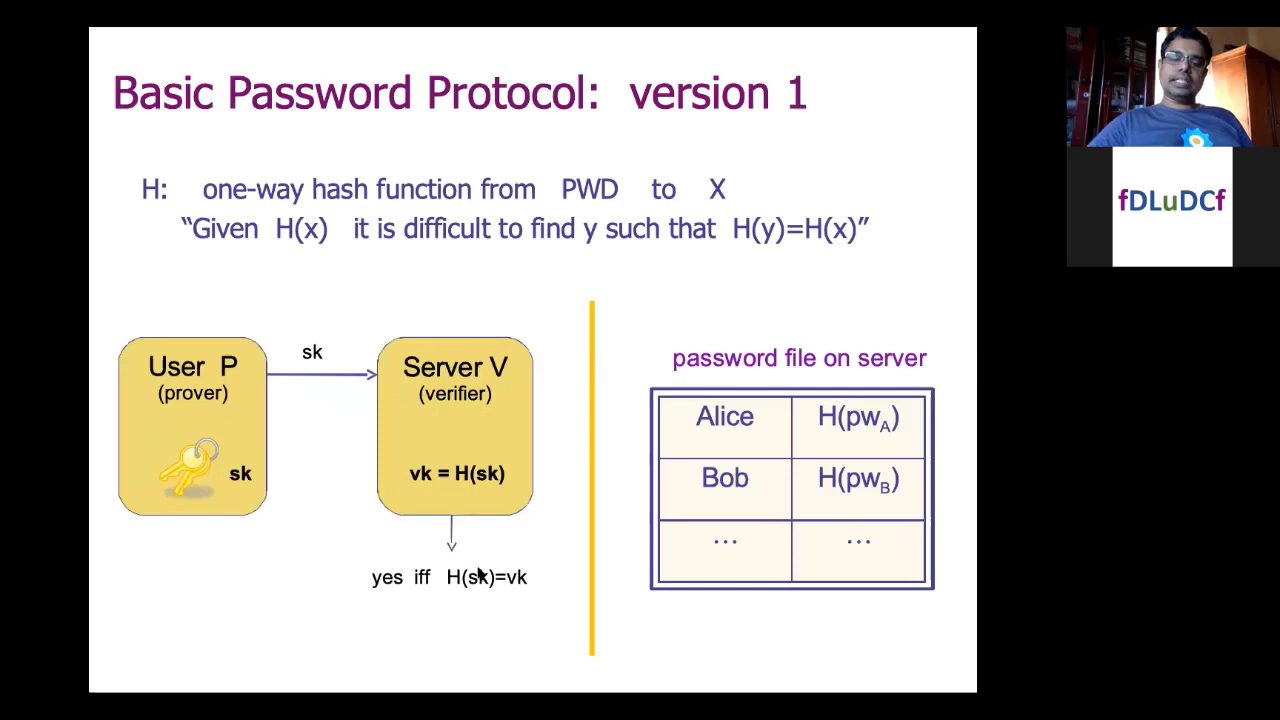 Basic Password Protocol: version 1
H: one-way hash function from PWD to X
“Given H(x) it is difficult to find y such that H(y)=H(x)”
User P
(prover)
sk
sk
Server V
(verifier)
vk = H(sk)
yes iff H(sk)=vk
password file on server
Alice H(pwA)
Bob H(pwB)
… …
fDLuDCf